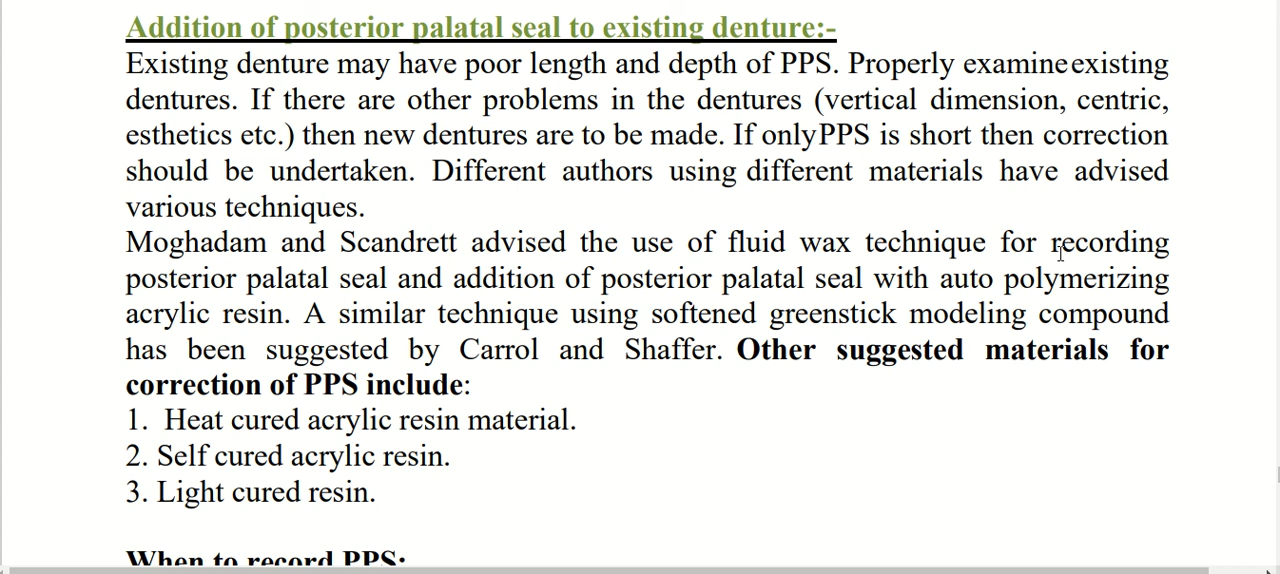 Addition of posterior palatal seal to existing denture:-
Existing denture may have poor length and depth of PPS. Properly examine existing
dentures. If there are other problems in the dentures (vertical dimension, centric,
esthetics etc.) then new dentures are to be made. If only PPS is short then correction
should be undertaken. Different authors using different materials have advised
various techniques.
Moghadam and Scandrett advised the use of fluid wax technique for recording
posterior palatal seal and addition of posterior palatal seal with auto polymerizing
acrylic resin. A similar technique using softened greenstick modeling compound
has been suggested by Carrol and Shaffer. Other suggested materials for
correction of PPS include:
1. Heat cured acrylic resin material.
2. Self cured acrylic resin.
3. Light cured resin.
When to record PPS: